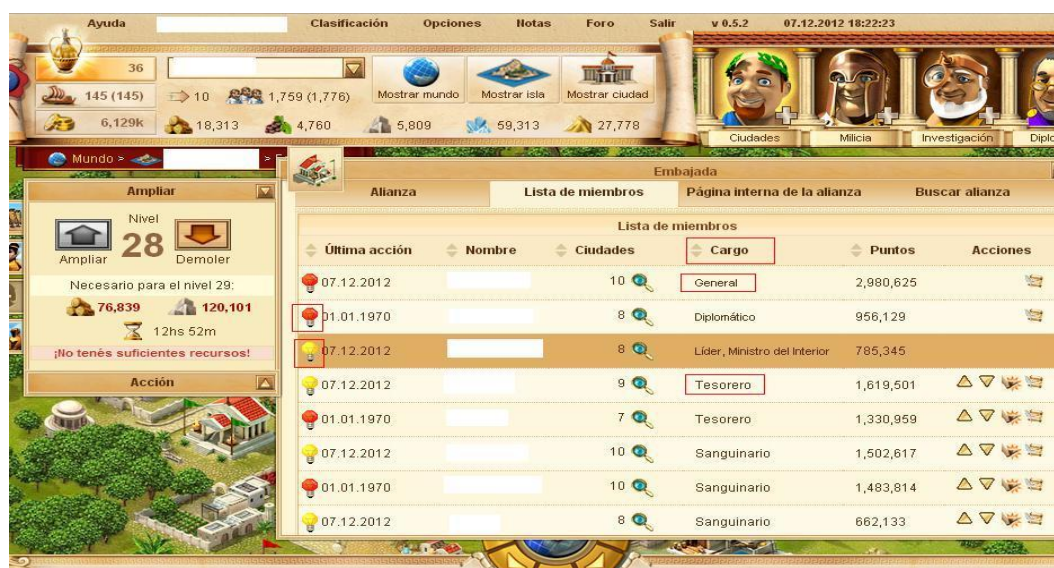 Ayuda Clasificación Opciones Notas Foro Salir v 0.5.2 07.12.2012 18:22:23
36
145 (145) 10 1,759 (1,776) Mostrar mundo Mostrar isla Mostrar ciudad
6,129k 18,313 4,760 5,809 59,313 27,778
Ciudades Milicia Investigación Diplo
Mundo > >
Embajada
Alianza Lista de miembros Página interna de la alianza Buscar alianza
Ampliar
Nivel
28
Ampliar Demoler
Necesario para el nivel 29:
76,839 120,101
12hs 52m
¡No tenés suficientes recursos!
Acción
Lista de miembros
Última acción Nombre Ciudades Cargo Puntos Acciones
07.12.2012 10 General 2,980,625
01.01.1970 8 Diplomático 956,129
07.12.2012 8 Líder, Ministro del Interior 785,345
07.12.2012 9 Tesorero 1,619,501
01.01.1970 7 Tesorero 1,330,959
07.12.2012 10 Sanguinario 1,502,617
01.01.1970 10 Sanguinario 1,483,814
07.12.2012 8 Sanguinario 662,133